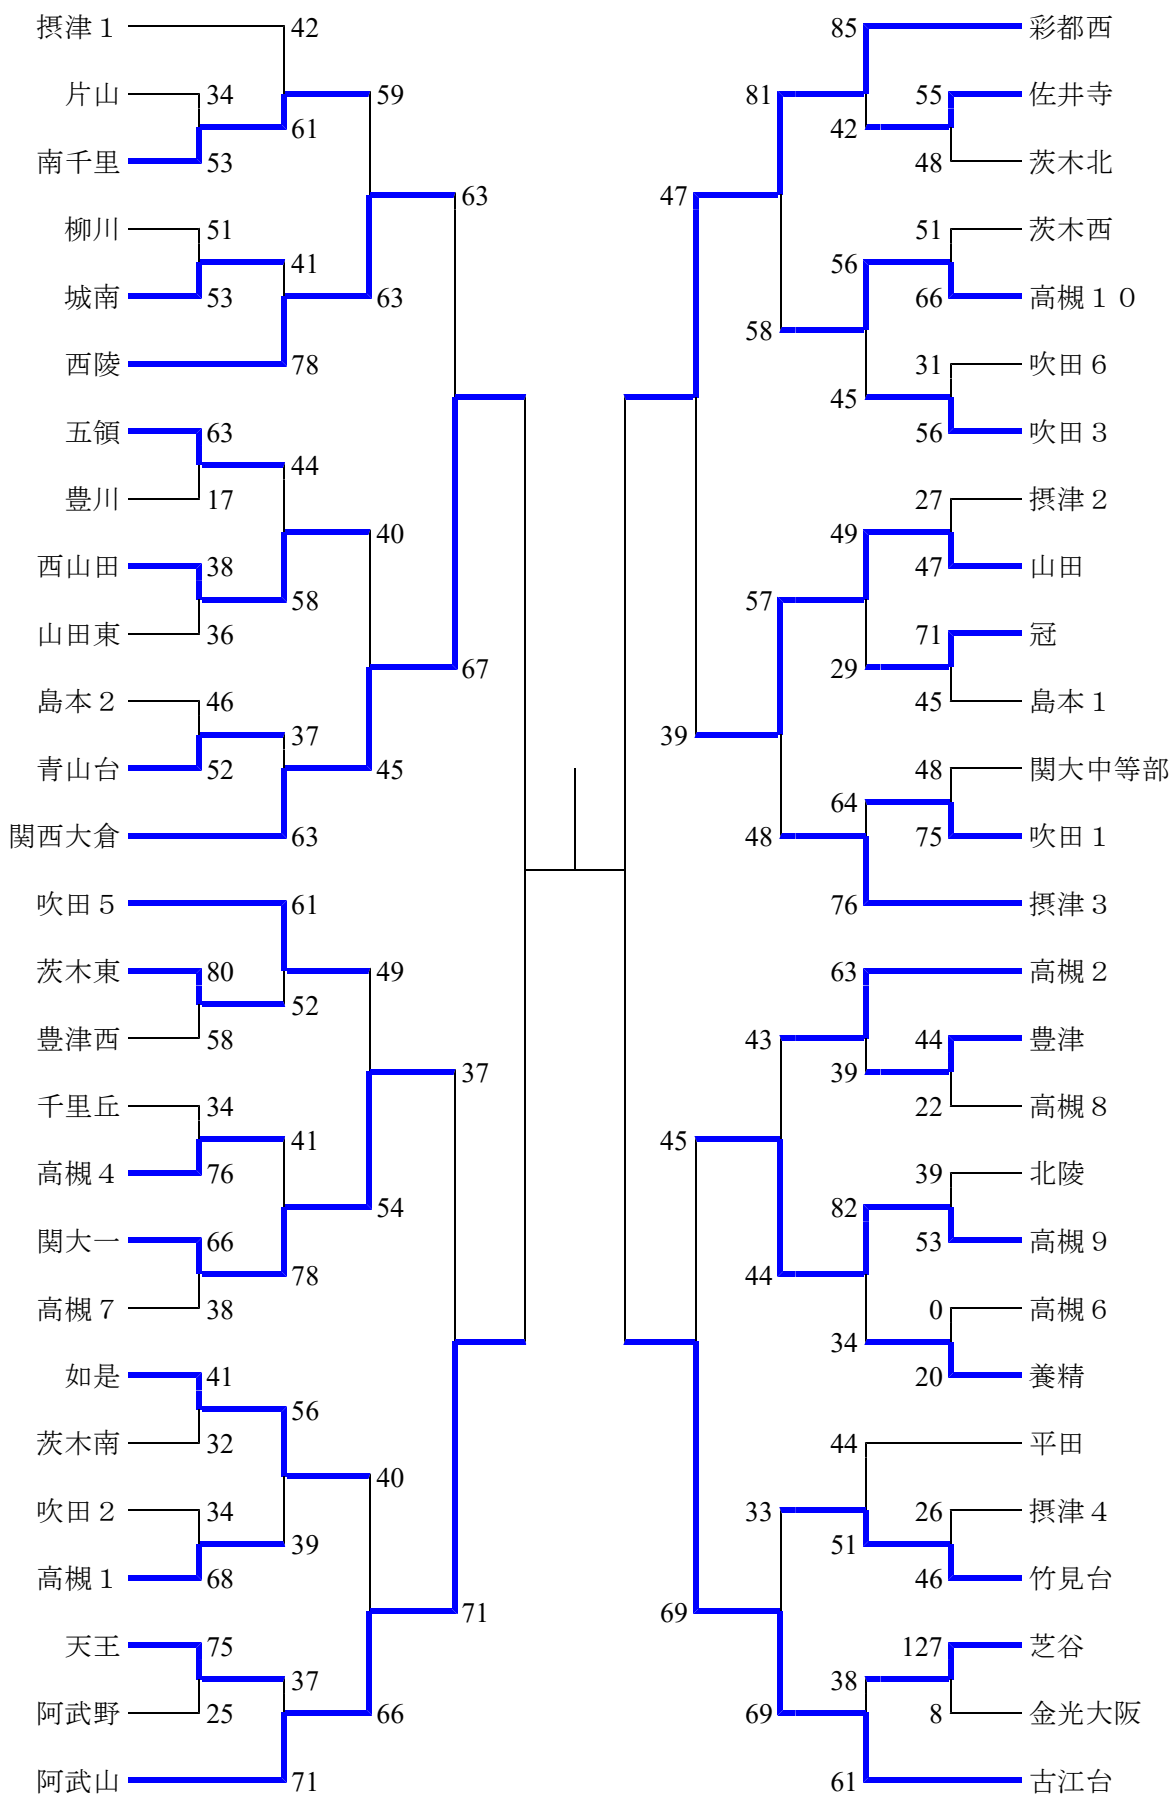 摂津１ 42 85 彩都西
片山 34 59 81 55 佐井寺
61 42
南千里 53 48 茨木北
63 47
柳川 51 51 茨木西
41 56
城南 53 63 66 高槻１０
58
西陵 78 31 吹田６
45
五領 63 56 吹田３
44
豊川 17 27 摂津２
40 49
西山田 38 47 山田
58 57
山田東 36 71 冠
67 29
島本２ 46 45 島本１
37 39
青山台 52 45 48 関大中等部
64
関西大倉 63 48 75 吹田１
吹田５ 61 76 摂津３
茨木東 80 49 63 高槻２
52
豊津西 58 43 44 豊津
37 39
千里丘 34 22 高槻８
41 45
高槻４ 76 39 北陵
54 82
関大一 66 53 高槻９
78 44
高槻７ 38 0 高槻６
34
如是 41 20 養精
56
茨木南 32 44 平田
40
吹田２ 34 33 26 摂津４
39 51
高槻１ 68 46 竹見台
71 69
天王 75 127 芝谷
37 38
阿武野 25 66 69 8 金光大阪
阿武山 71 61 古江台